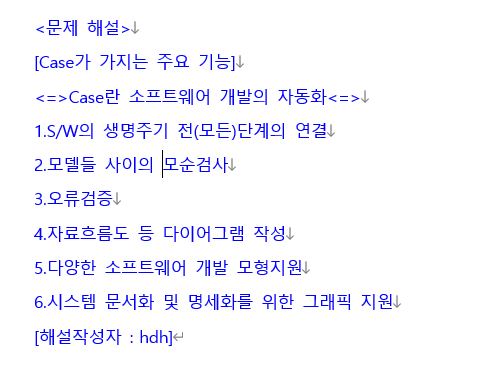 <문제 해설>
[Case가 가지는 주요 기능]
<=>Case란 소프트웨어 개발의 자동화<=>
1.S/W의 생명주기 전(모든)단계의 연결
2.모델들 사이의 모순검사
3.오류검증
4.자료흐름도 등 다이어그램 작성
5.다양한 소프트웨어 개발 모형지원
6.시스템 문서화 및 명세화를 위한 그래픽 지원
[해설작성자 : hdh]